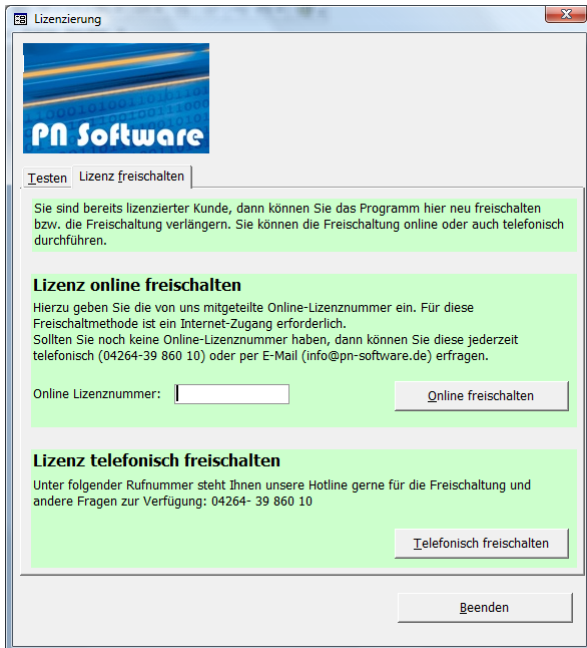 Lizenzierung
PN Software
Testen
Lizenz freischalten
Sie sind bereits lizenzierter Kunde, dann können Sie das Programm hier neu freischalten
bzw. die Freischaltung verlängern. Sie können die Freischaltung online oder auch telefonisch
durchführen.
Lizenz online freischalten
Hierzu geben Sie die von uns mitgeteilte Online-Lizenznummer ein. Für diese
Freischaltmethode ist ein Internet-Zugang erforderlich.
Sollten Sie noch keine Online-Lizenznummer haben, dann können Sie diese jederzeit
telefonisch (04264-39 860 10) oder per E-Mail (info@pn-software.de) erfragen.
Online Lizenznummer:
Online freischalten
Lizenz telefonisch freischalten
Unter folgender Rufnummer steht Ihnen unsere Hotline gerne für die Freischaltung und
andere Fragen zur Verfügung: 04264- 39 860 10
Telefonisch freischalten
Beenden